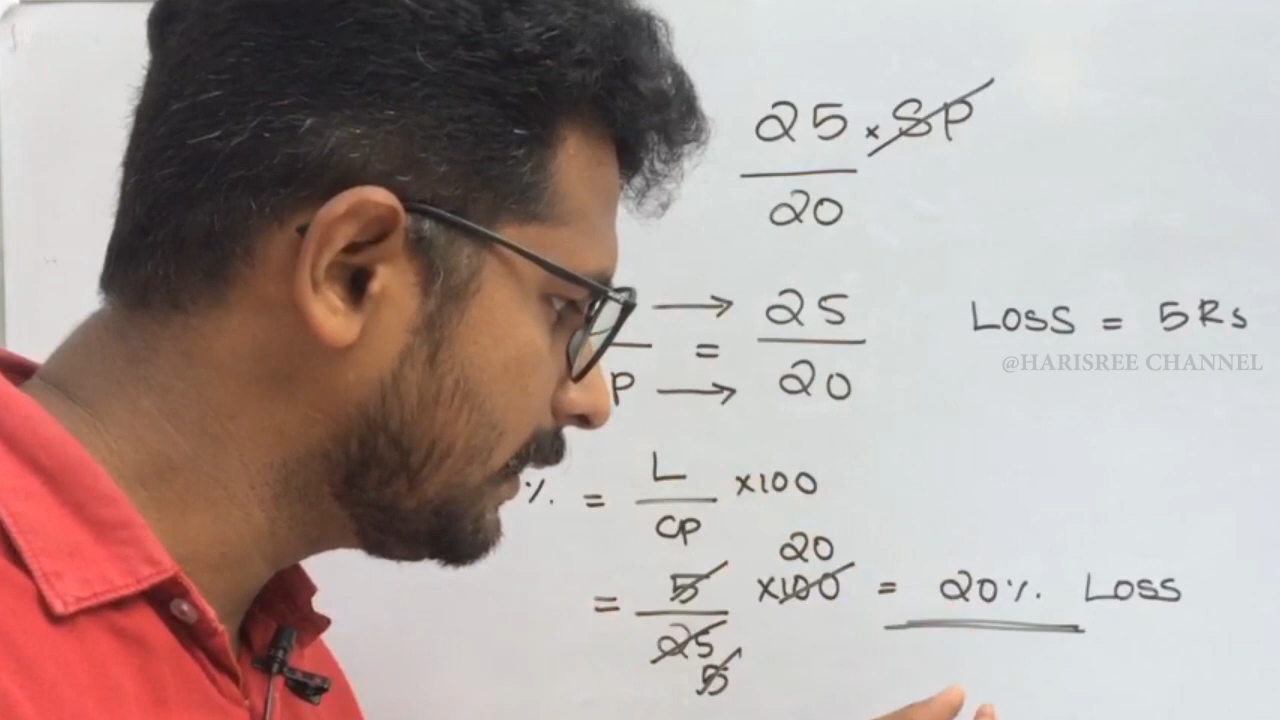 25 × SP
20
→ 25
=
P → 20
Loss = 5Rs
@HARISREE CHANNEL
% = L ×100
CP
20
= 5 ×100 = 20% Loss
25
5